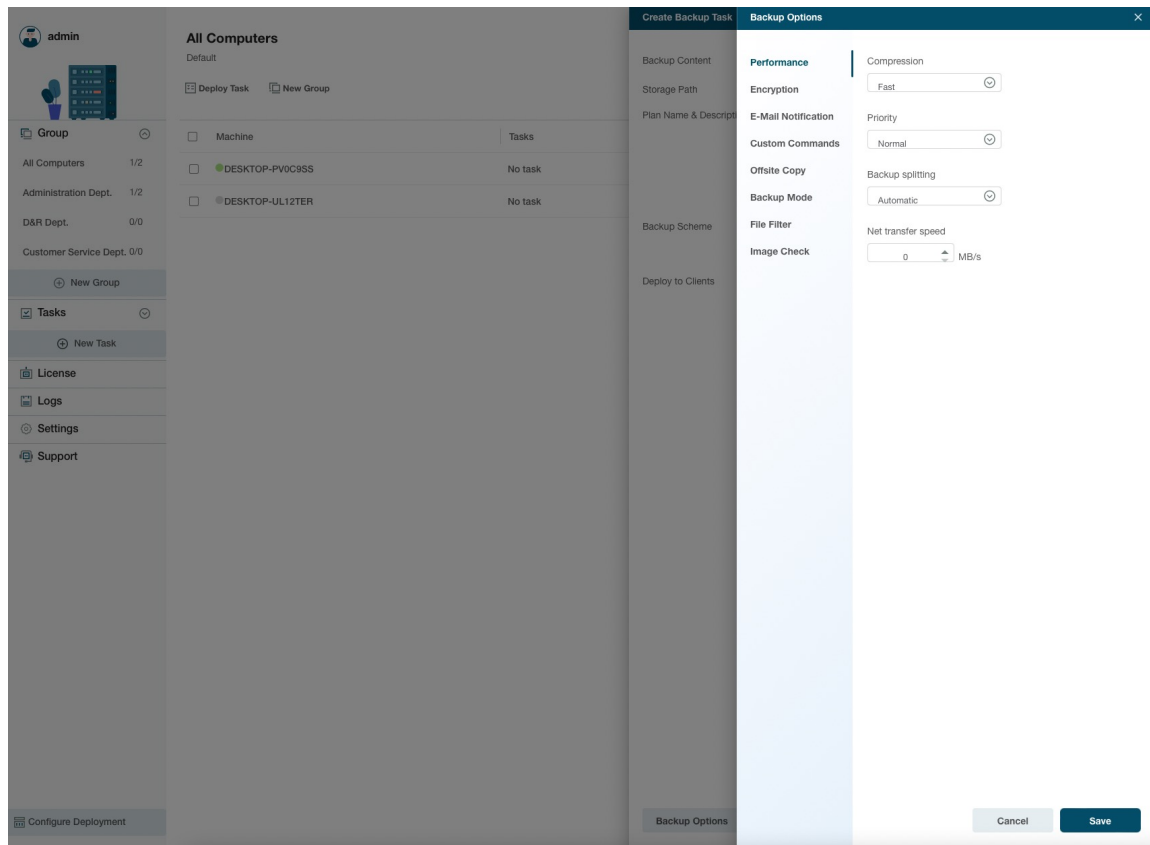 admin
Group
All Computers 1/2
Administration Dept. 1/2
D&R Dept. 0/0
Customer Service Dept. 0/0
New Group
Tasks
New Task
License
Logs
Settings
Support
Configure Deployment
All Computers
Default
Deploy Task New Group
Machine Tasks
DESKTOP-PV0C9SS No task
DESKTOP-UL12TER No task
Create Backup Task
Backup Content
Storage Path
Plan Name & Descripti
Backup Scheme
Deploy to Clients
Backup Options
Backup Options
Performance
Encryption
E-Mail Notification
Custom Commands
Offsite Copy
Backup Mode
File Filter
Image Check
Compression
Fast
Priority
Normal
Backup splitting
Automatic
Net transfer speed
0 MB/s
Cancel Save